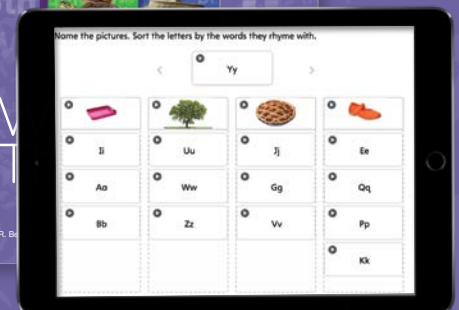 Name the pictures. Sort the letters by the words they rhyme with.
Yy
Ii Uu Jj Ee
Aa Ww Gg Qq
Bb Zz Vv Pp
Kk